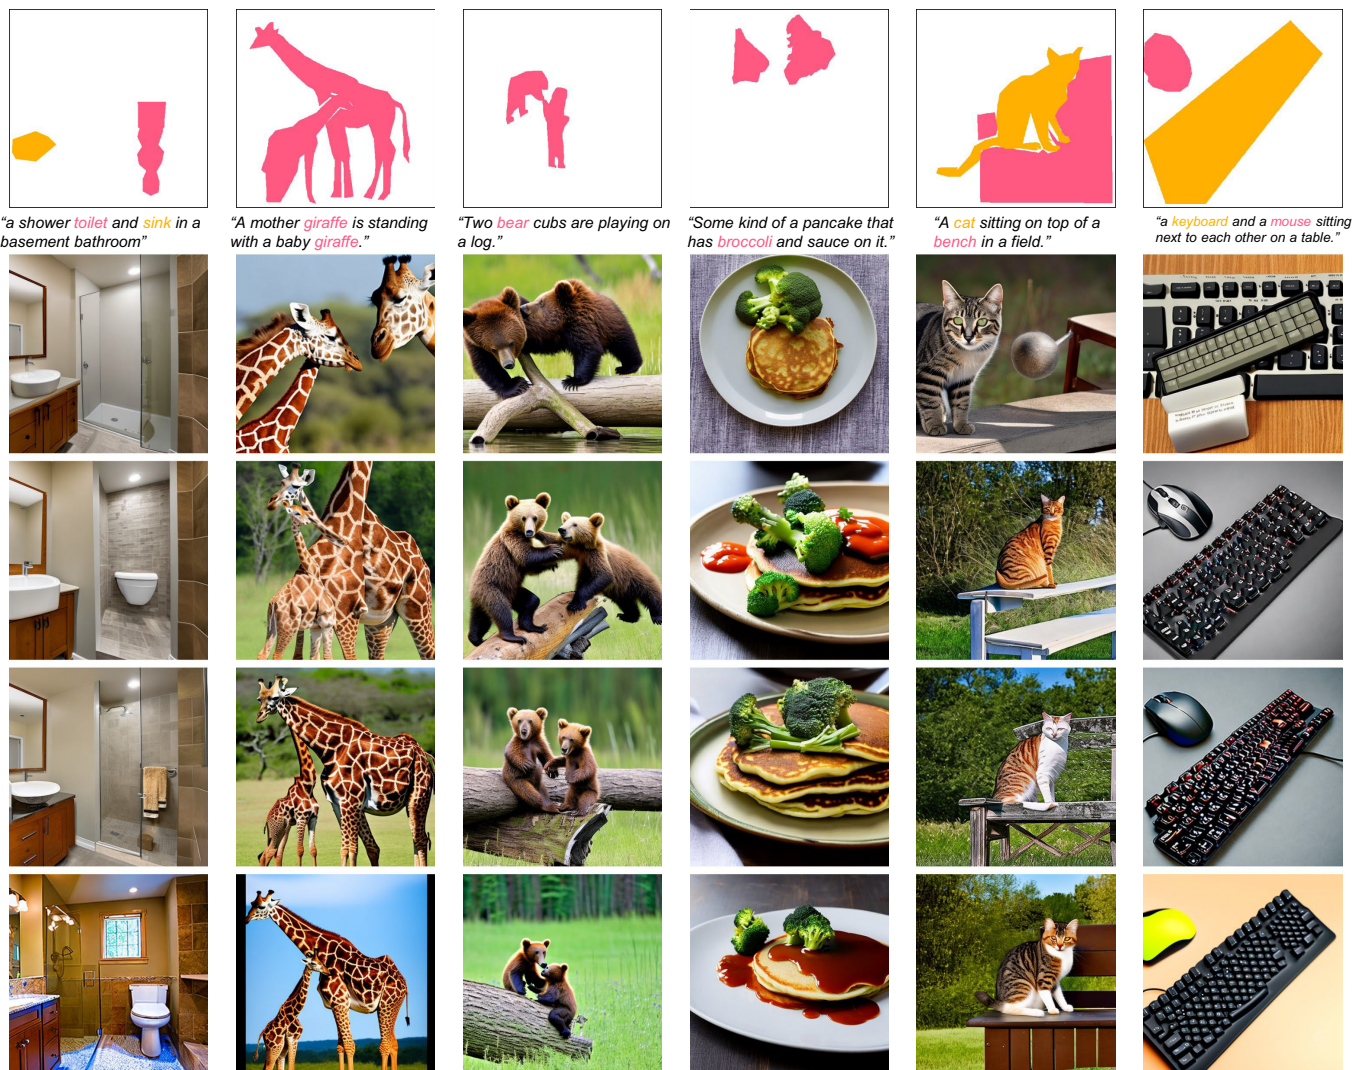 “a shower toilet and sink in a
basement bathroom”
“A mother giraffe is standing
with a baby giraffe.”
“Two bear cubs are playing on
a log.”
“Some kind of a pancake that
has broccoli and sauce on it.”
“A cat sitting on top of a
bench in a field.”
“a keyboard and a mouse sitting
next to each other on a table.”